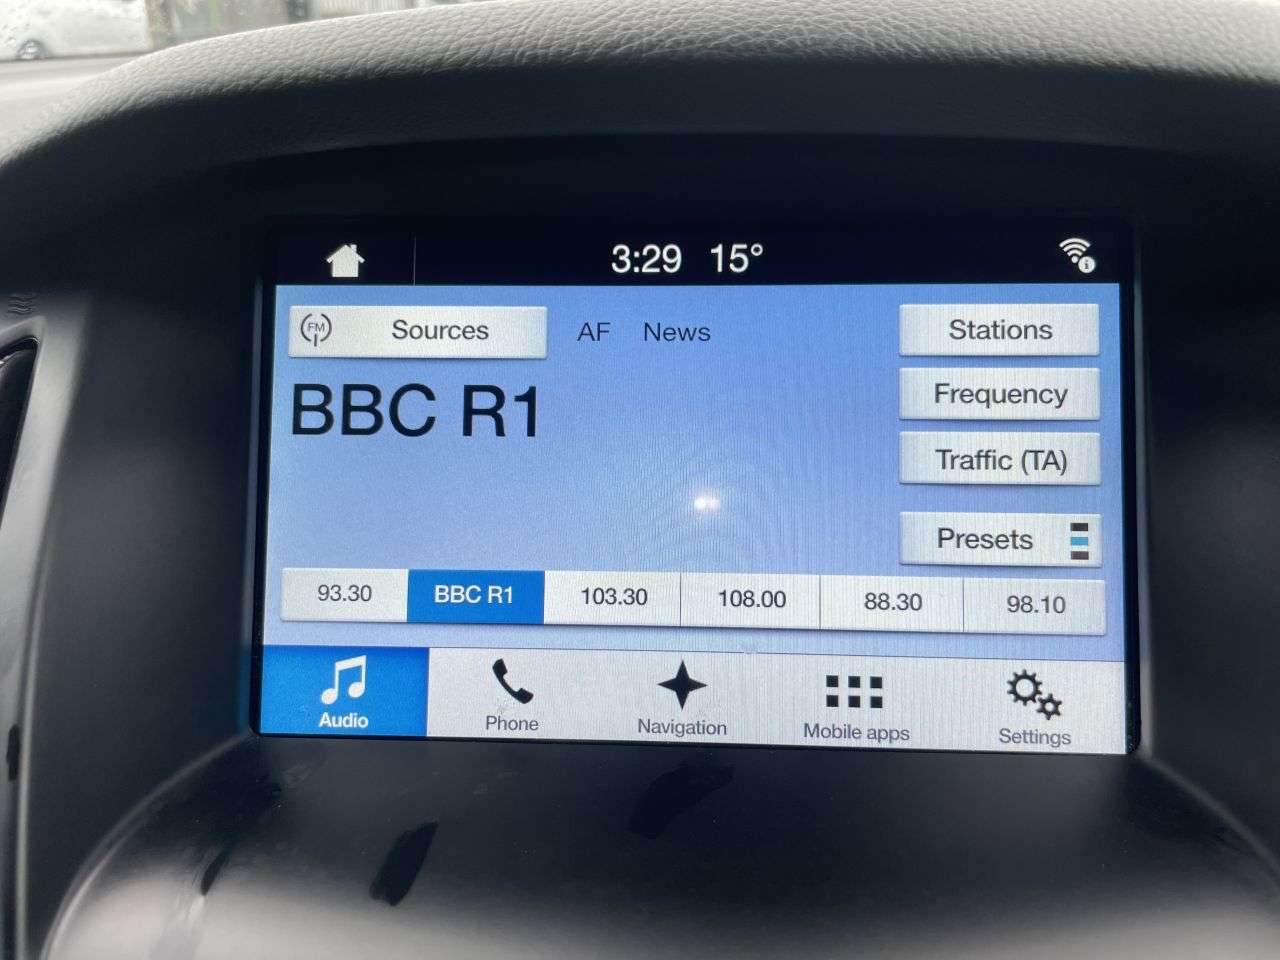 3:29 15°
FM Sources AF News Stations
BBC R1
Frequency
Traffic (TA)
Presets
93.30 BBC R1 103.30 108.00 88.30 98.10
Audio Phone Navigation Mobile apps Settings